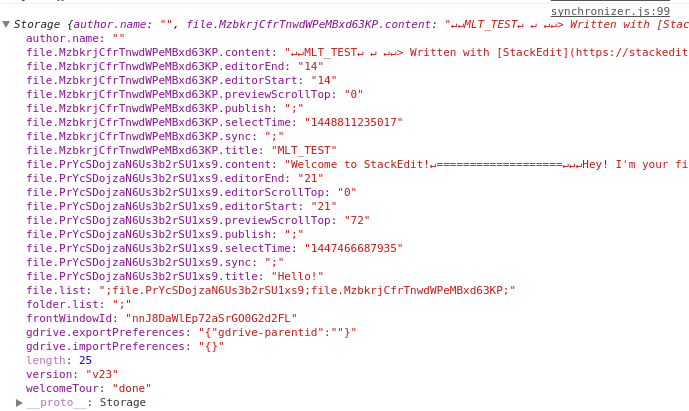 synchronizer.js:99
▼Storage {author.name: "", file.MzbkrjCfrTnwdWPeMBxd63KP.content: "↵↵MLT_TEST↵ ↵ ↵↵> Written with [Stac
author.name: ""
file.MzbkrjCfrTnwdWPeMBxd63KP.content: "↵↵MLT_TEST↵ ↵ ↵↵> Written with [StackEdit](https://stackedit
file.MzbkrjCfrTnwdWPeMBxd63KP.editorEnd: "14"
file.MzbkrjCfrTnwdWPeMBxd63KP.editorStart: "14"
file.MzbkrjCfrTnwdWPeMBxd63KP.previewScrollTop: "0"
file.MzbkrjCfrTnwdWPeMBxd63KP.publish: ";"
file.MzbkrjCfrTnwdWPeMBxd63KP.selectTime: "1448811235017"
file.MzbkrjCfrTnwdWPeMBxd63KP.sync: ";"
file.MzbkrjCfrTnwdWPeMBxd63KP.title: "MLT_TEST"
file.PrYcSDojzaN6Us3b2rSU1xs9.content: "Welcome to StackEdit!↵===================↵↵↵Hey! I'm your fi
file.PrYcSDojzaN6Us3b2rSU1xs9.editorEnd: "21"
file.PrYcSDojzaN6Us3b2rSU1xs9.editorScrollTop: "0"
file.PrYcSDojzaN6Us3b2rSU1xs9.editorStart: "21"
file.PrYcSDojzaN6Us3b2rSU1xs9.previewScrollTop: "72"
file.PrYcSDojzaN6Us3b2rSU1xs9.publish: ";"
file.PrYcSDojzaN6Us3b2rSU1xs9.selectTime: "1447466687935"
file.PrYcSDojzaN6Us3b2rSU1xs9.sync: ";"
file.PrYcSDojzaN6Us3b2rSU1xs9.title: "Hello!"
file.list: ";file.PrYcSDojzaN6Us3b2rSU1xs9;file.MzbkrjCfrTnwdWPeMBxd63KP;"
folder.list: ";"
frontWindowId: "nnJ8DaWlEp72aSrGO0G2d2FL"
gdrive.exportPreferences: "{"gdrive-parentid":""}"
gdrive.importPreferences: "{}"
length: 25
version: "v23"
welcomeTour: "done"
▶__proto__: Storage